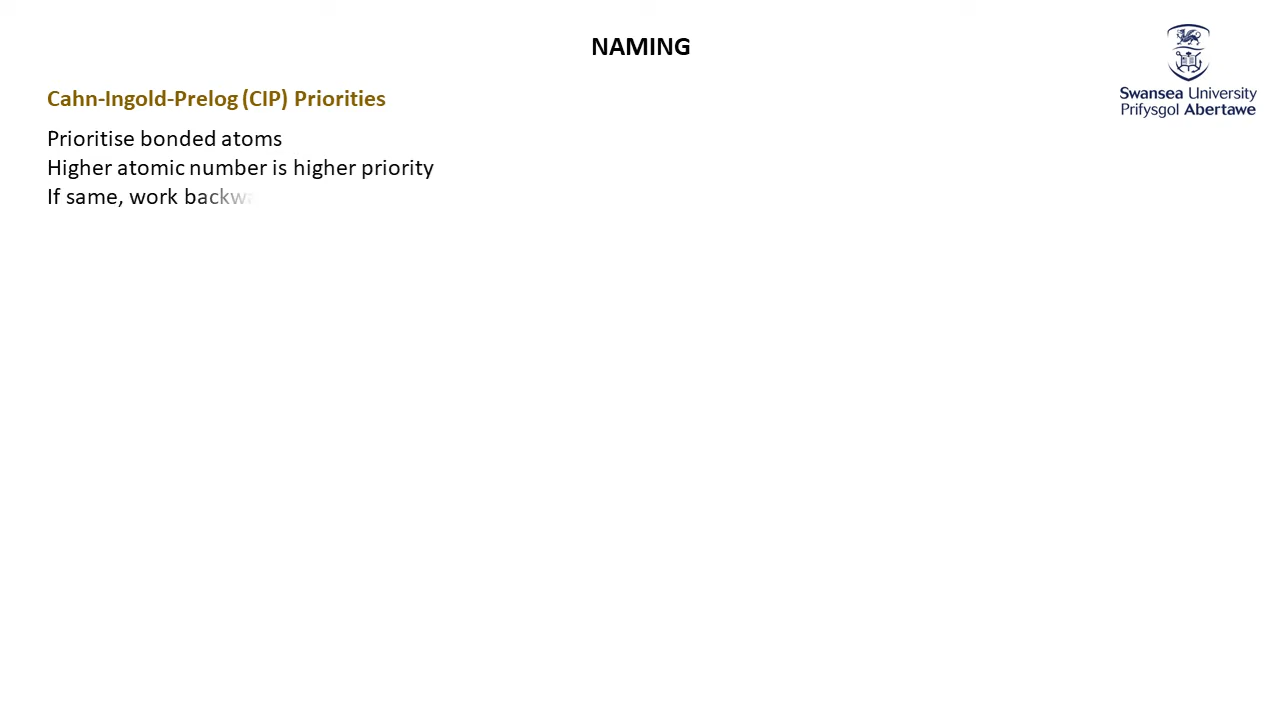 NAMING
Swansea University
Prifysgol Abertawe
Cahn-Ingold-Prelog (CIP) Priorities
Prioritise bonded atoms
Higher atomic number is higher priority
If same, work